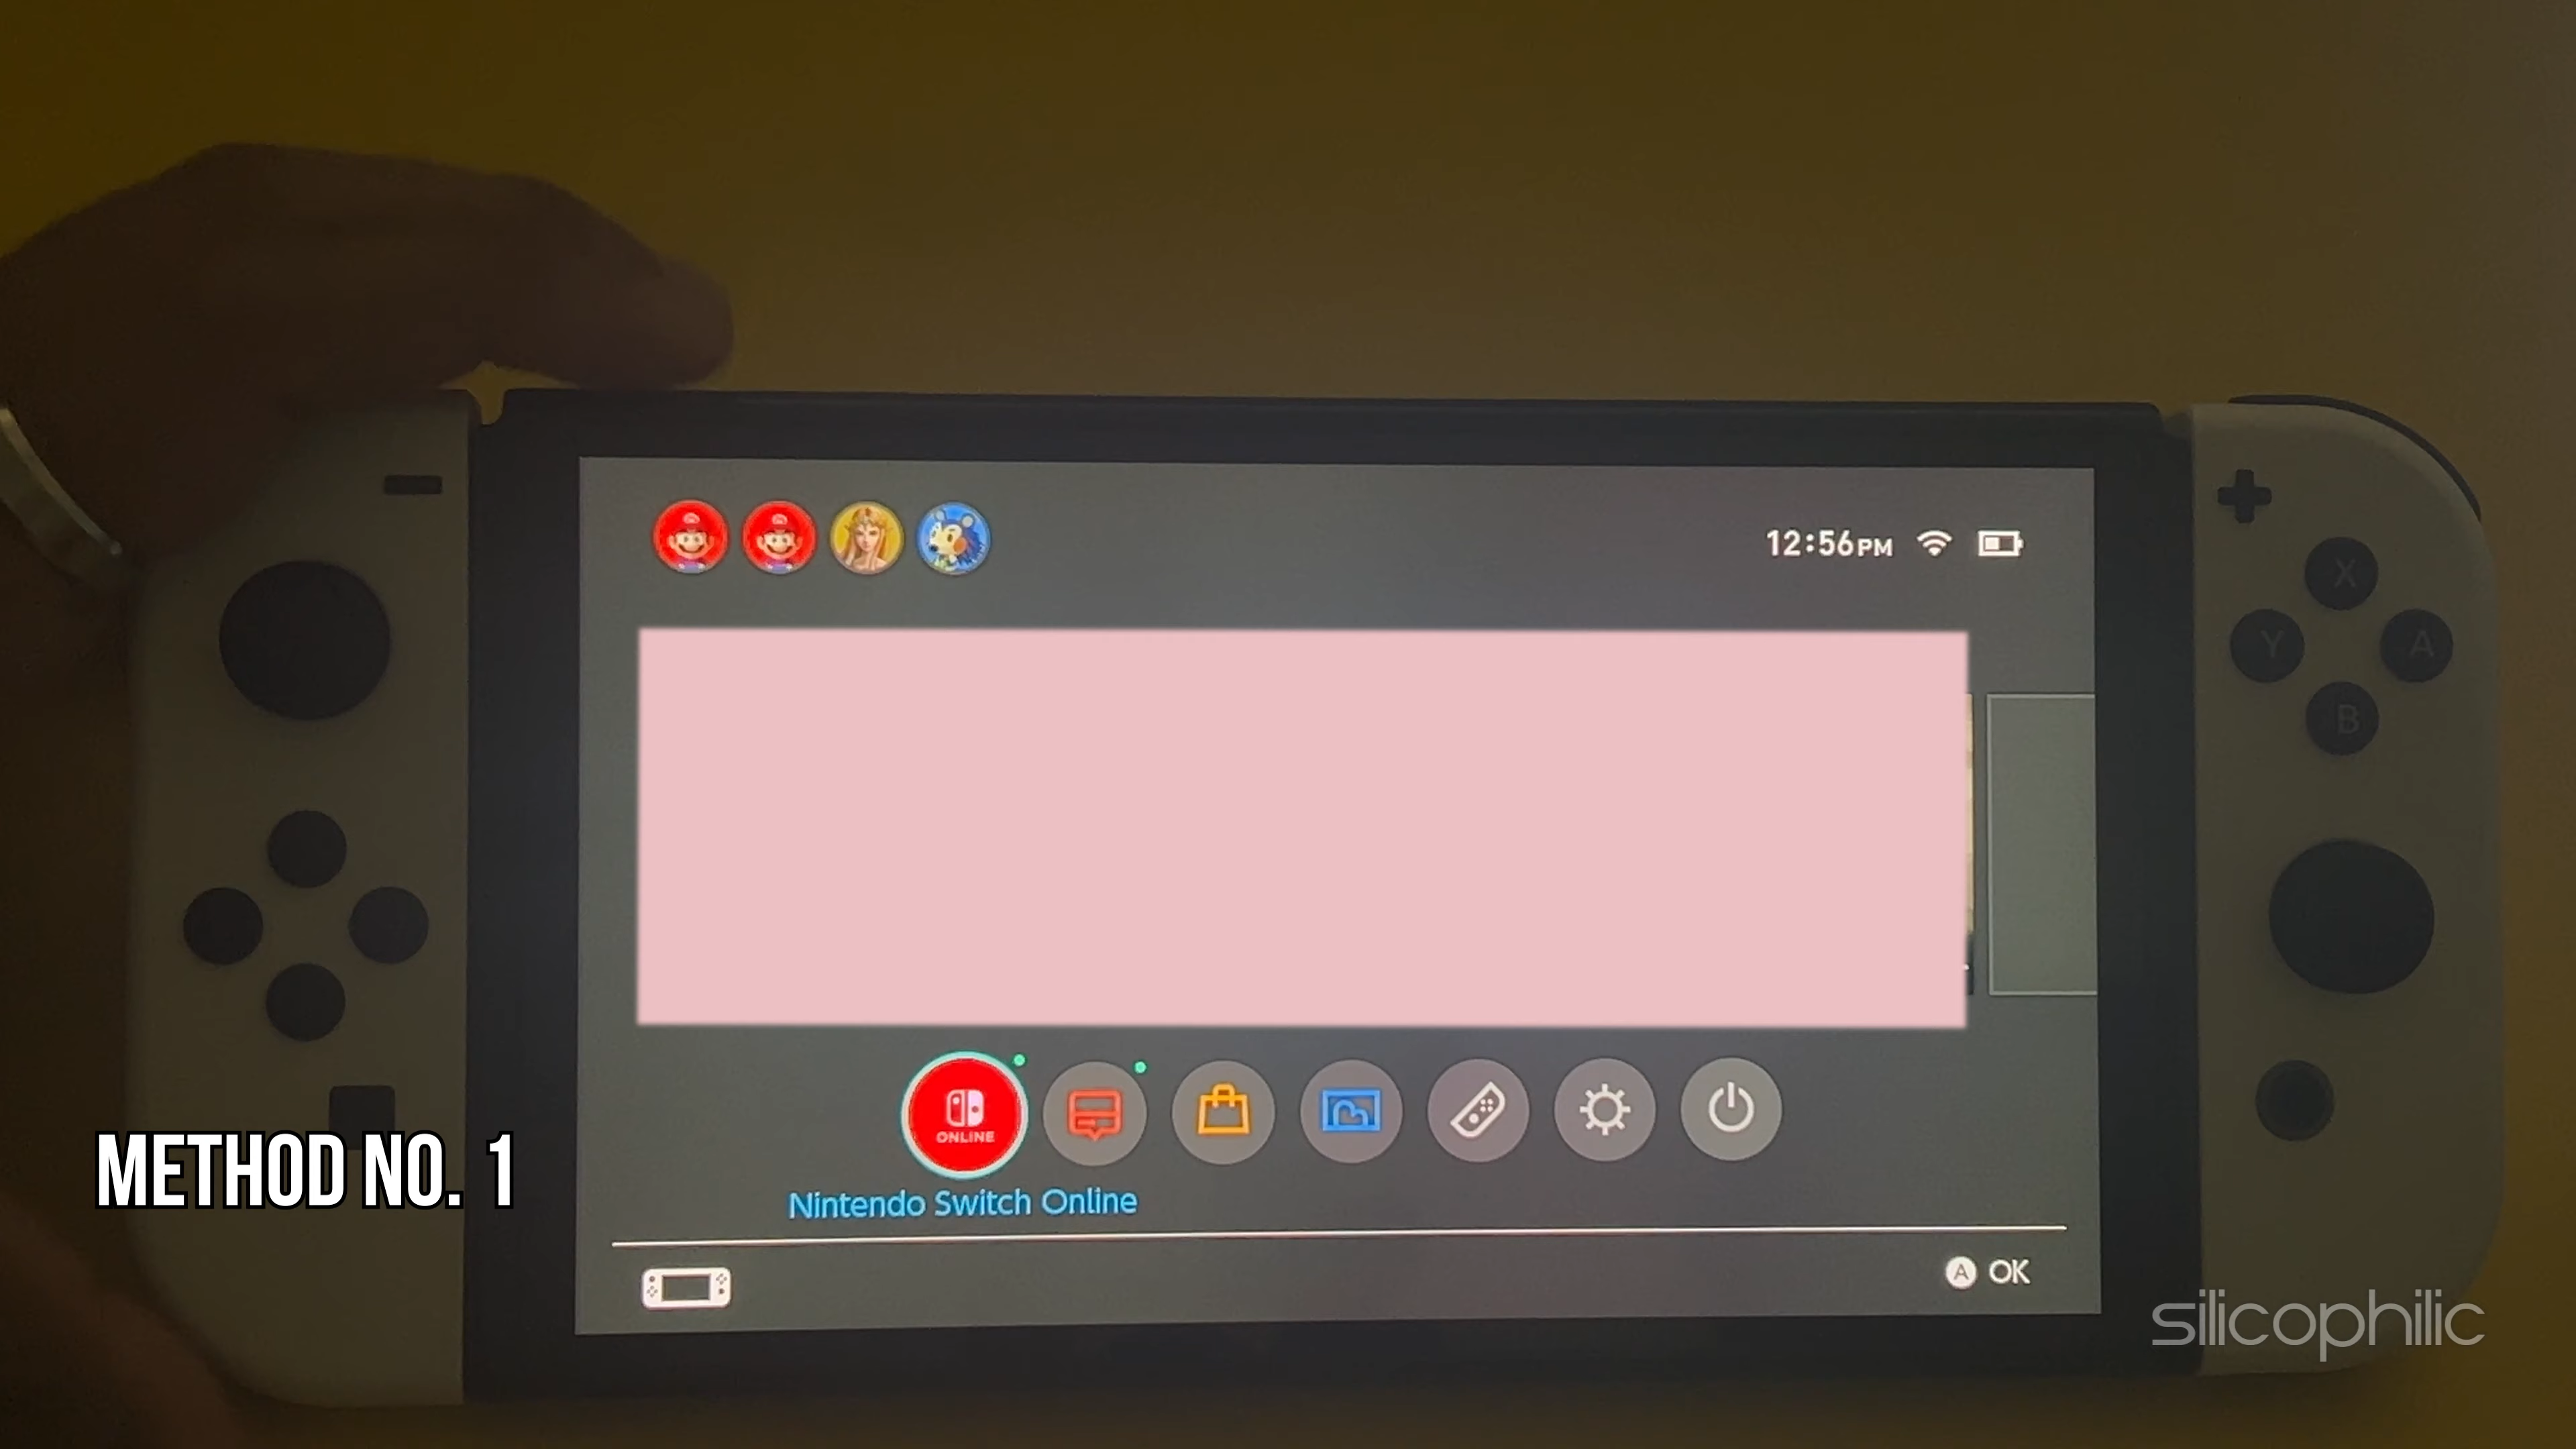 12:56PM
X
Y
A
B
ONLINE
METHOD NO. 1
Nintendo Switch Online
A OK
silicophilic